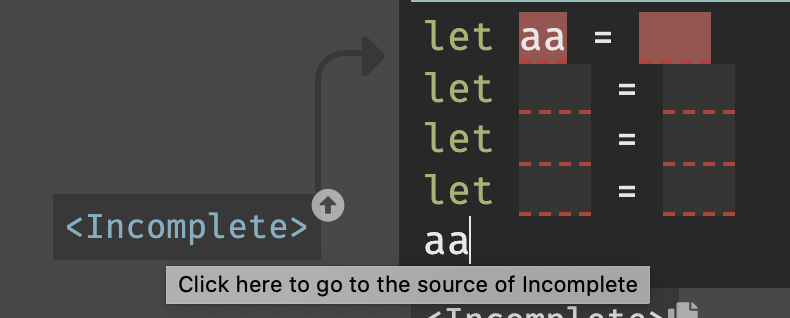 let aa =
let =
let =
let =
<Incomplete>
aa
Click here to go to the source of Incomplete
<Incomplete>